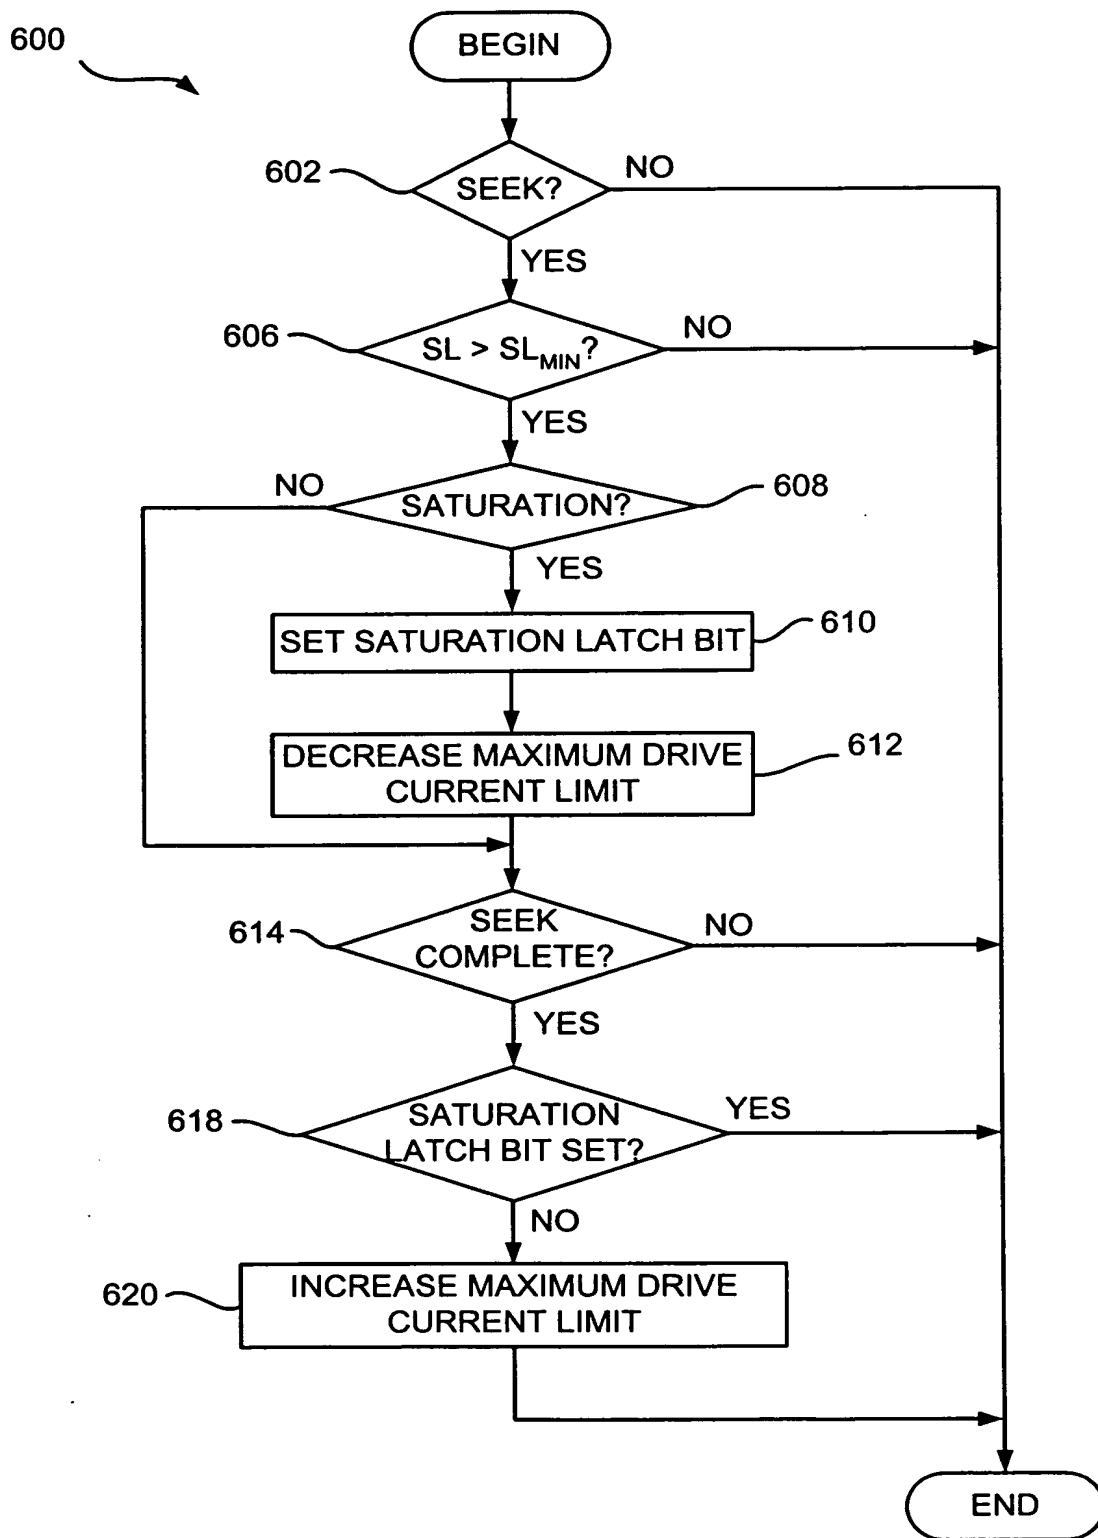 600
BEGIN
602
SEEK?
NO
YES
606
SL > SL_MIN?
NO
YES
NO
SATURATION?
608
YES
SET SATURATION LATCH BIT
610
DECREASE MAXIMUM DRIVE
CURRENT LIMIT
612
614
SEEK
COMPLETE?
NO
YES
618
SATURATION
LATCH BIT SET?
YES
NO
620
INCREASE MAXIMUM DRIVE
CURRENT LIMIT
END